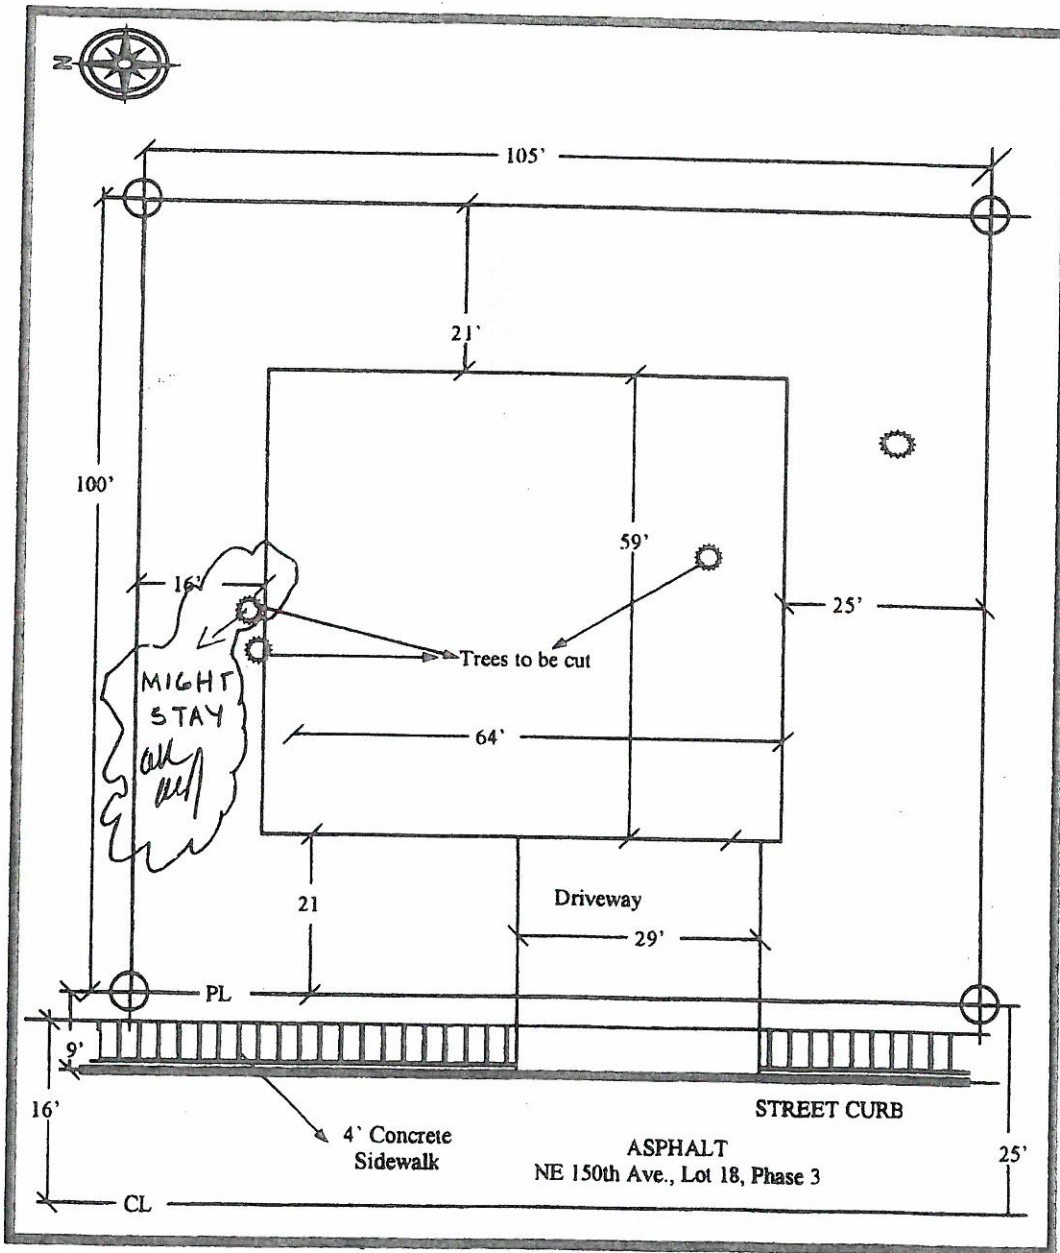 N
105'
21'
100'
59'
16'
25'
Trees to be cut
MIGHT
STAY
64'
21
Driveway
29'
PL
9'
16'
STREET CURB
4' Concrete
Sidewalk
ASPHALT
NE 150th Ave., Lot 18, Phase 3
25'
CL